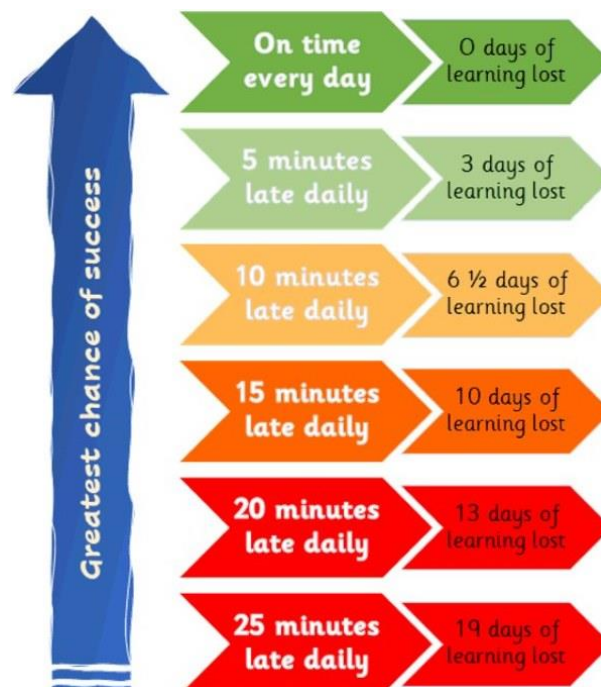 Greatest chance of success
On time
every day
0 days of
learning lost
5 minutes
late daily
3 days of
learning lost
10 minutes
late daily
6 ½ days of
learning lost
15 minutes
late daily
10 days of
learning lost
20 minutes
late daily
13 days of
learning lost
25 minutes
late daily
19 days of
learning lost